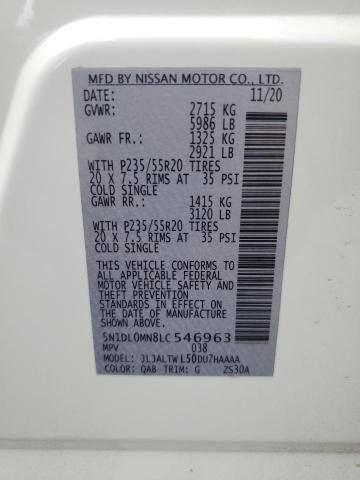 MFD BY NISSAN MOTOR CO., LTD.
DATE: 11/20
GVWR: 2715 KG
5986 LB
GAWR FR.: 1325 KG
2921 LB
WITH P235/55R20 TIRES
20 X 7.5 RIMS AT 35 PSI
COLD SINGLE
GAWR RR.: 1415 KG
3120 LB
WITH P235/55R20 TIRES
20 X 7.5 RIMS AT 35 PSI
COLD SINGLE
THIS VEHICLE CONFORMS TO
ALL APPLICABLE FEDERAL
MOTOR VEHICLE SAFETY
AND THEFT PREVENTION
STANDARDS IN EFFECT ON THE
DATE OF MANUFACTURE
SHOWN ABOVE.
5N1DL0MN8LC546963
MPV 038
MODEL: JLJALTWL50DU7HAAAA
COLOR: QAB TRIM: G ZS30A